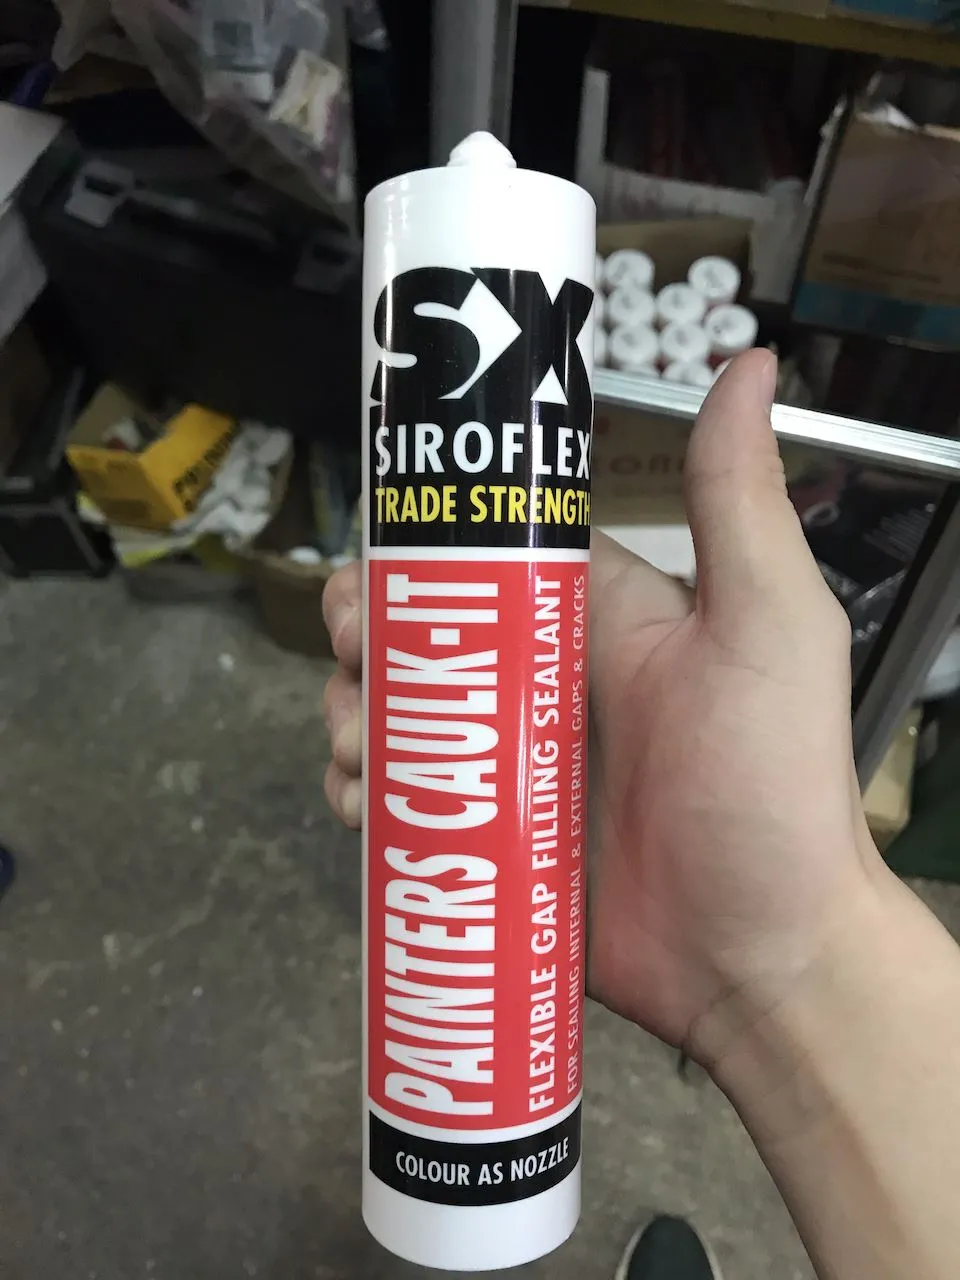 SX
SIROFLEX
TRADE STRENGTH
PAINTERS CAULK-IT
FLEXIBLE GAP FILLING SEALANT
FOR SEALING INTERNAL & EXTERNAL GAPS & CRACKS
COLOUR AS NOZZLE